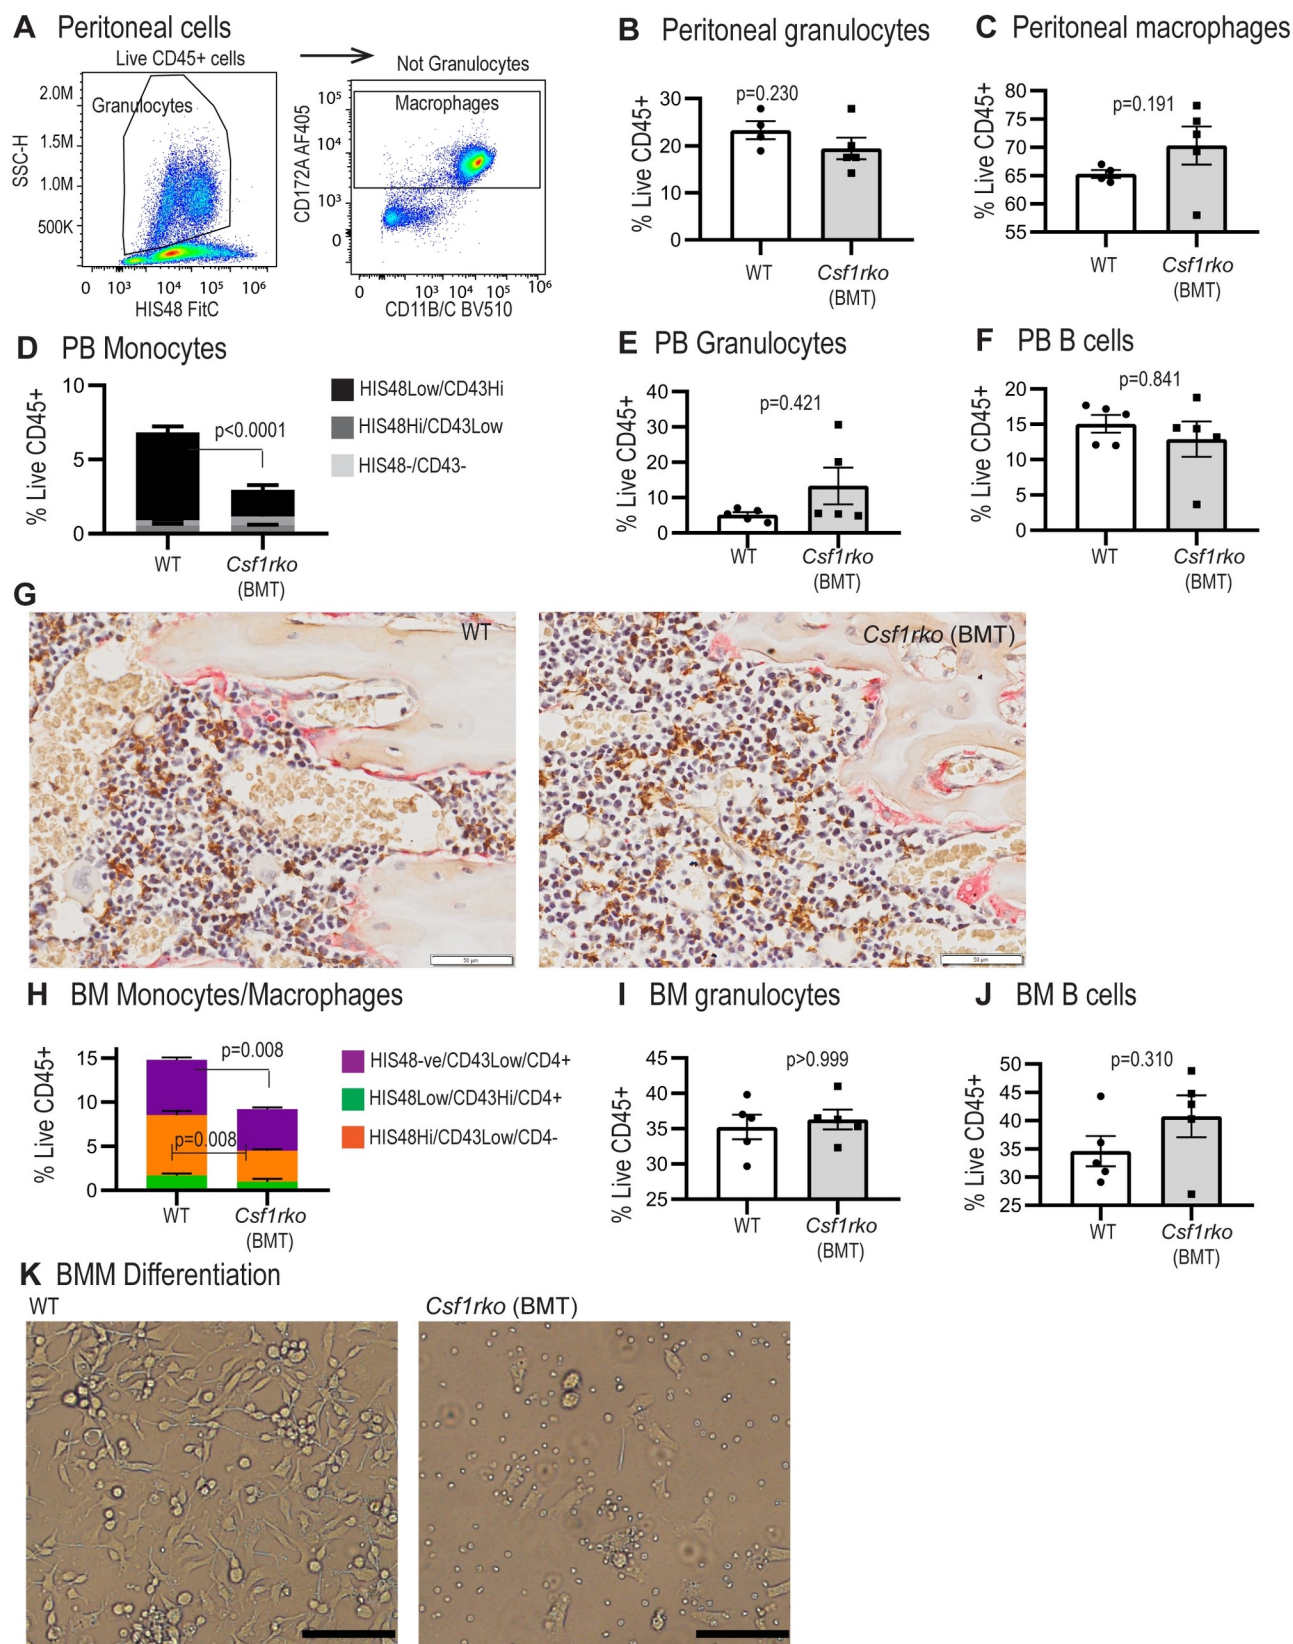 A Peritoneal cells
Live CD45+ cells
Not Granulocytes
Granulocytes
2.0M
1.5M
1.0M
500K
SSC-H
0 10³ 10⁴ 10⁵ 10⁶
HIS48 FitC
Macrophages
10⁵
10⁴
10³
0
CD172A AF405
0 10³ 10⁴ 10⁵ 10⁶
CD11B/C BV510
B Peritoneal granulocytes
p=0.230
30
20
10
0
% Live CD45+
WT
Csf1rko
(BMT)
C Peritoneal macrophages
p=0.191
80
75
70
65
60
55
% Live CD45+
WT
Csf1rko
(BMT)
D PB Monocytes
10
5
0
% Live CD45+
p<0.0001
WT
Csf1rko
(BMT)
HIS48Low/CD43Hi
HIS48Hi/CD43Low
HIS48-/CD43-
E PB Granulocytes
p=0.421
40
30
20
10
0
% Live CD45+
WT
Csf1rko
(BMT)
F PB B cells
p=0.841
20
15
10
5
0
% Live CD45+
WT
Csf1rko
(BMT)
G
WT
50 µm
Csf1rko (BMT)
50 µm
H BM Monocytes/Macrophages
15
10
5
0
% Live CD45+
p=0.008
p=0.008
WT
Csf1rko
(BMT)
HIS48-ve/CD43Low/CD4+
HIS48Low/CD43Hi/CD4+
HIS48Hi/CD43Low/CD4-
I BM granulocytes
p>0.999
45
40
35
30
25
% Live CD45+
WT
Csf1rko
(BMT)
J BM B cells
p=0.310
50
45
40
35
30
25
% Live CD45+
WT
Csf1rko
(BMT)
K BMM Differentiation
WT
Csf1rko (BMT)